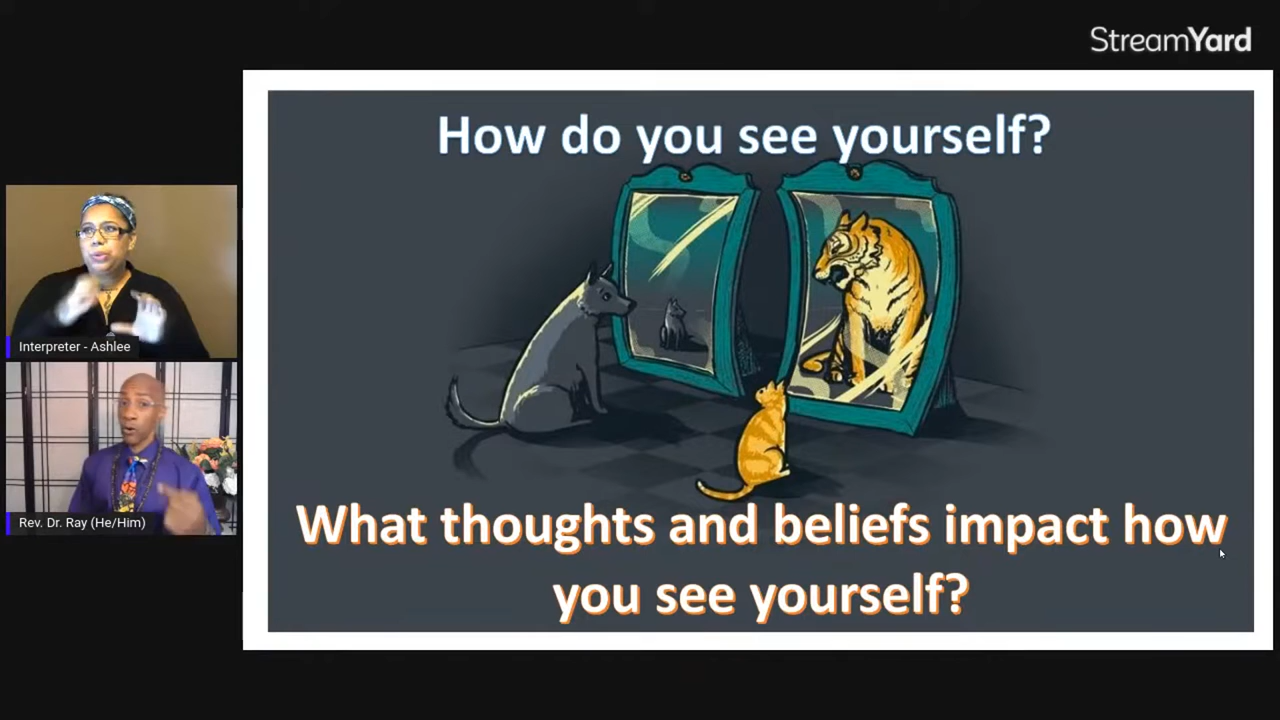 StreamYard
How do you see yourself?
What thoughts and beliefs impact how
you see yourself?
Interpreter - Ashlee
Rev. Dr. Ray (He/Him)